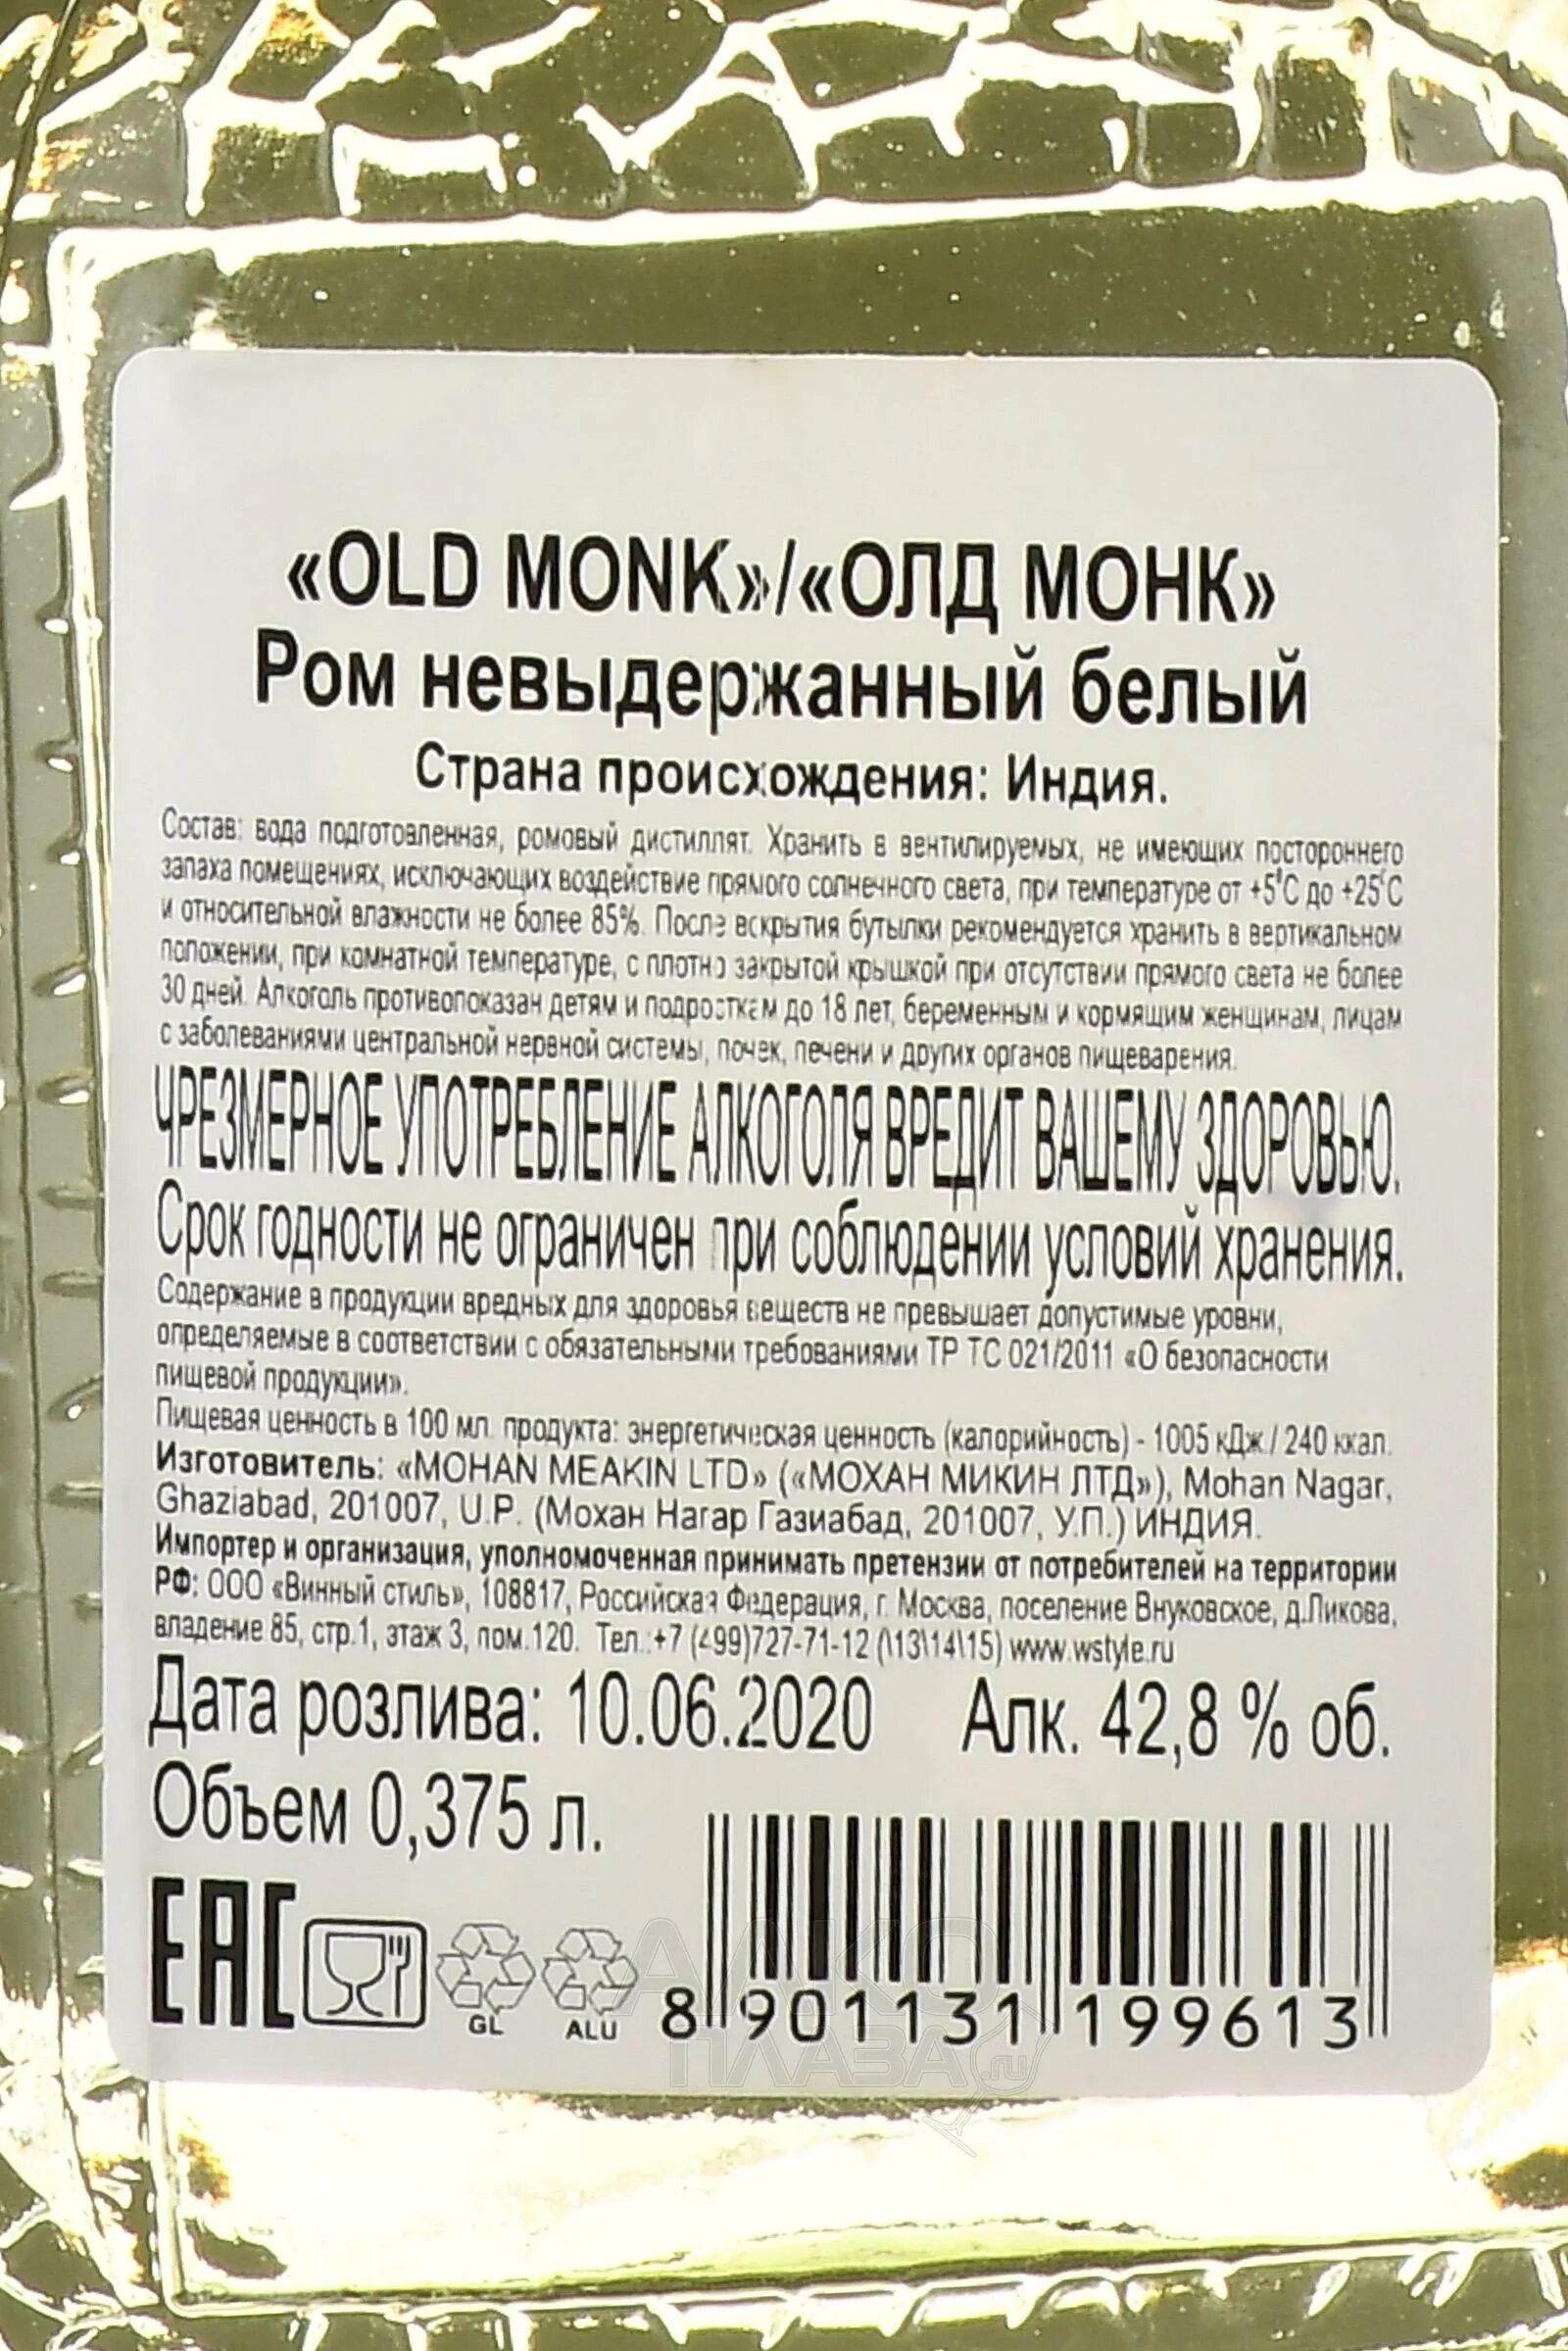 «OLD MONK»/«ОЛД МОНК»
Ром невыдержанный белый
Страна происхождения: Индия.
Состав: вода подготовленная, ромовый дистиллят. Хранить в вентилируемых, не имеющих постороннего
запаха помещениях, исключающих воздействие прямого солнечного света, при температуре от +5°С до +25°С
и относительной влажности не более 85%. После вскрытия бутылки рекомендуется хранить в вертикальном
положении, при комнатной температуре, с плотно закрытой крышкой при отсутствии прямого света не более
30 дней. Алкоголь противопоказан детям и подросткам до 18 лет, беременным и кормящим женщинам, лицам
с заболеваниями центральной нервной системы, почек, печени и других органов пищеварения.
ЧРЕЗМЕРНОЕ УПОТРЕБЛЕНИЕ АЛКОГОЛЯ ВРЕДИТ ВАШЕМУ ЗДОРОВЬЮ.
Срок годности не ограничен при соблюдении условий хранения.
Содержание в продукции вредных для здоровья веществ не превышает допустимые уровни,
определяемые в соответствии с обязательными требованиями ТР ТС 021/2011 «О безопасности
пищевой продукции».
Пищевая ценность в 100 мл. продукта: энергетическая ценность (калорийность) - 1005 кДж / 240 ккал.
Изготовитель: «MOHAN MEAKIN LTD» («МОХАН МИКИН ЛТД»), Mohan Nagar,
Ghaziabad, 201007, U.P. (Мохан Нагар Газиабад, 201007, У.П.) ИНДИЯ.
Импортер и организация, уполномоченная принимать претензии от потребителей на территории
РФ: ООО «Винный стиль», 108817, Российская Федерация, г. Москва, поселение Внуковское, д.Ликова,
владение 85, стр.1, этаж 3, пом.120. Тел.:+7 (499)727-71-12 (\13\14\15) www.wstyle.ru
Дата розлива: 10.06.2020 Алк. 42,8 % об.
Объем 0,375 л.
ЕАС
GL
ALU
8 901131 199613
АЛКО
ПЛАЗА.ru